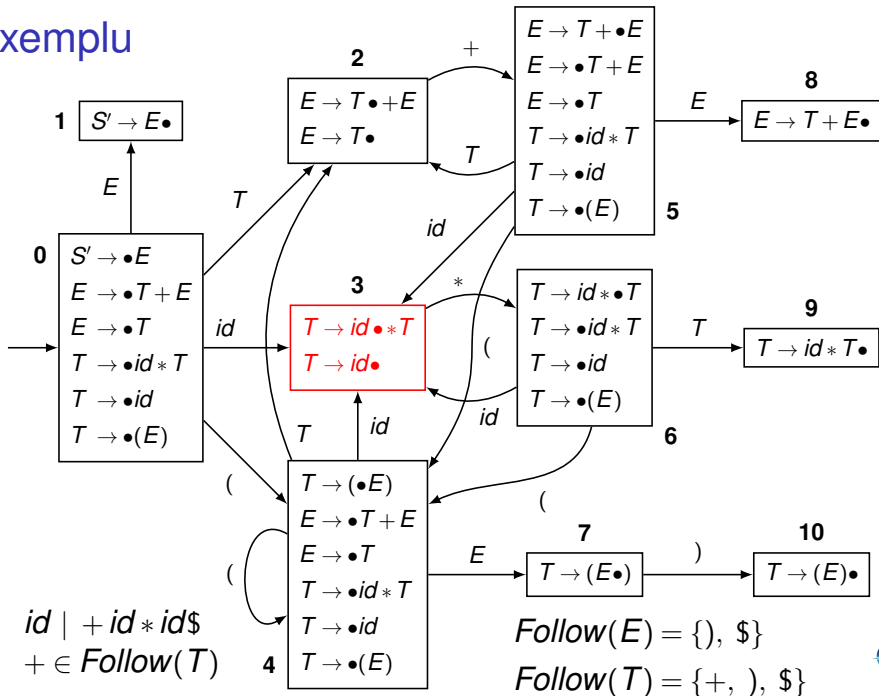 xemplu
1
S′ → E•
E
0
S′ → •E
E → •T + E
E → •T
T → •id * T
T → •id
T → •(E)
T
id
(
2
E → T• + E
E → T•
+
T
5
E → T + •E
E → •T + E
E → •T
T → •id * T
T → •id
T → •(E)
E
8
E → T + E•
id
(
3
T → id• * T
T → id•
*
id
6
T → id * •T
T → •id * T
T → •id
T → •(E)
T
9
T → id * T•
(
T
id
(
4
T → (•E)
E → •T + E
E → •T
T → •id * T
T → •id
T → •(E)
E
7
T → (E•)
)
10
T → (E)•
id | + id * id$
+ ∈ Follow(T)
Follow(E) = {), $}
Follow(T) = {+, ), $}